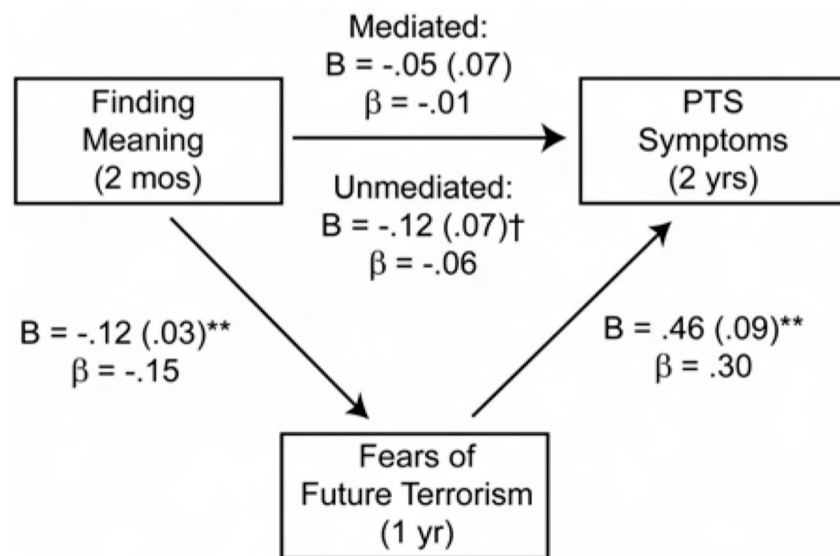 Mediated:
B = -.05 (.07)
β = -.01
Finding
Meaning
(2 mos)
PTS
Symptoms
(2 yrs)
Unmediated:
B = -.12 (.07)†
β = -.06
B = -.12 (.03)**
β = -.15
B = .46 (.09)**
β = .30
Fears of
Future Terrorism
(1 yr)